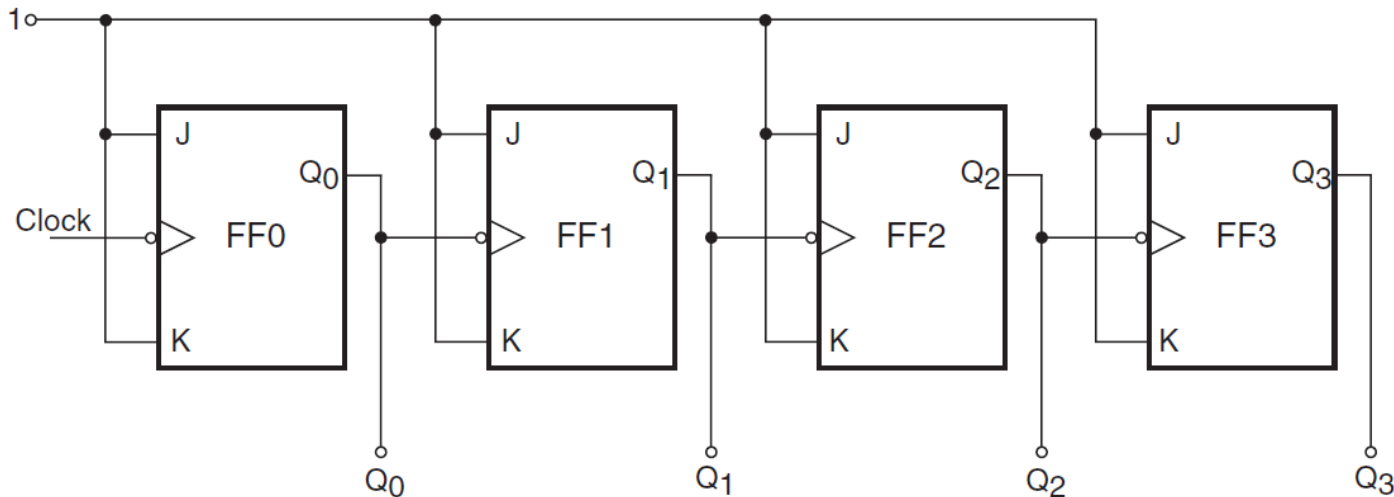 1
J J J J
Q0 Q1 Q2 Q3
Clock FF0 FF1 FF2 FF3
K K K K
Q0 Q1 Q2 Q3